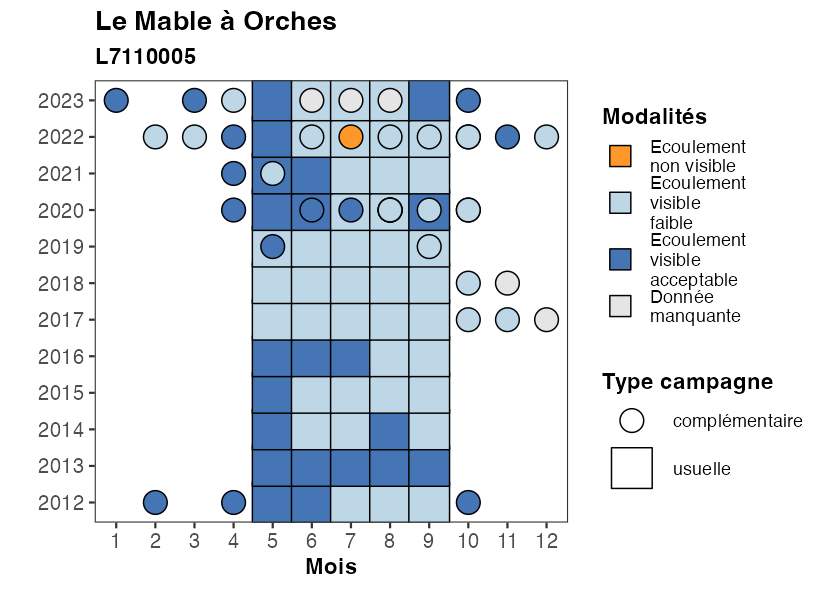 Le Mable à Orches
L7110005
2023
2022
2021
2020
2019
2018
2017
2016
2015
2014
2013
2012
1 2 3 4 5 6 7 8 9 10 11 12
Mois
Modalités
Ecoulement
non visible
Ecoulement
visible
faible
Ecoulement
visible
acceptable
Donnée
manquante
Type campagne
complémentaire
usuelle